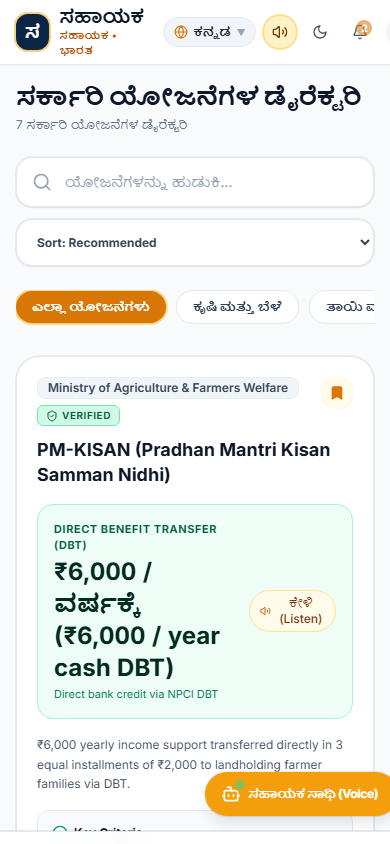 ಸ
ಸಹಾಯಕ
ಸಹಾಯಕ •
ಭಾರತ
ಕನ್ನಡ
ಸರ್ಕಾರಿ ಯೋಜನೆಗಳ ಡೈರೆಕ್ಟರಿ
7 ಸರ್ಕಾರಿ ಯೋಜನೆಗಳ ಡೈರೆಕ್ಟರಿ
ಯೋಜನೆಗಳನ್ನು ಹುಡುಕಿ...
Sort: Recommended
ಎಲ್ಲಾ ಯೋಜನೆಗಳು
ಕೃಷಿ ಮತ್ತು ಬೆಳೆ
ತಾಯಿ
Ministry of Agriculture & Farmers Welfare
VERIFIED
PM-KISAN (Pradhan Mantri Kisan
Samman Nidhi)
DIRECT BENEFIT TRANSFER
(DBT)
₹6,000 /
ವರ್ಷಕ್ಕೆ
(₹6,000 / year
cash DBT)
ಕೇಳಿ
(Listen)
Direct bank credit via NPCI DBT
₹6,000 yearly income support transferred directly in 3
equal installments of ₹2,000 to landholding farmer
families via DBT.
ಸಹಾಯಕ ಸಾಥಿ (Voice)